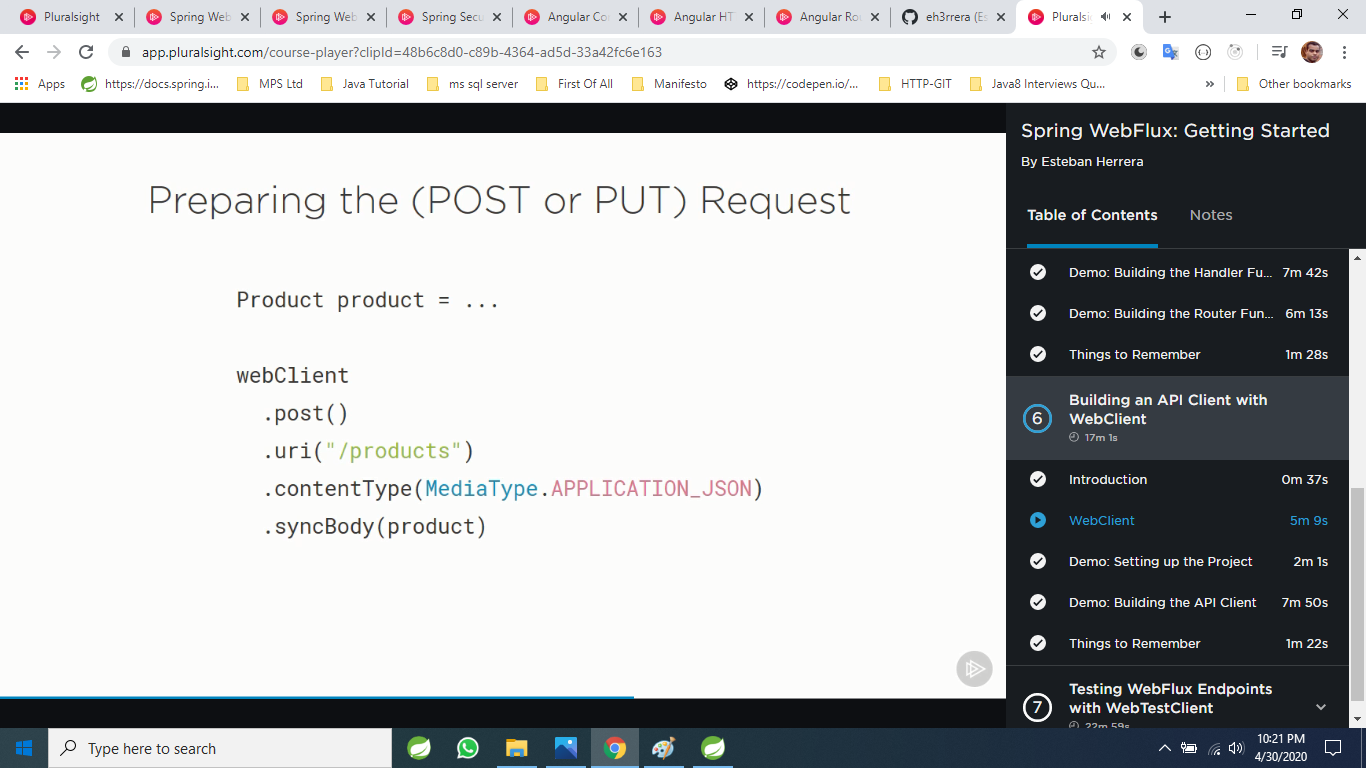 Pluralsight
Spring Web
Spring Web
Spring Secu
Angular Co
Angular HT
Angular Ro
eh3rrera (Es
Pluralsi
app.pluralsight.com/course-player?clipId=48b6c8d0-c89b-4364-ad5d-33a42fc6e163
Apps
https://docs.spring.i...
MPS Ltd
Java Tutorial
ms sql server
First Of All
Manifesto
https://codepen.io/...
HTTP-GIT
Java8 Interviews Qu...
»
Other bookmarks
Preparing the (POST or PUT) Request
Product product = ...
webClient
.post()
.uri("/products")
.contentType(MediaType.APPLICATION_JSON)
.syncBody(product)
Spring WebFlux: Getting Started
By Esteban Herrera
Table of Contents
Notes
Demo: Building the Handler Fu... 7m 42s
Demo: Building the Router Fun... 6m 13s
Things to Remember 1m 28s
6
Building an API Client with
WebClient
17m 1s
Introduction 0m 37s
WebClient 5m 9s
Demo: Setting up the Project 2m 1s
Demo: Building the API Client 7m 50s
Things to Remember 1m 22s
7
Testing WebFlux Endpoints
with WebTestClient
22m 59s
Type here to search
10:21 PM
4/30/2020